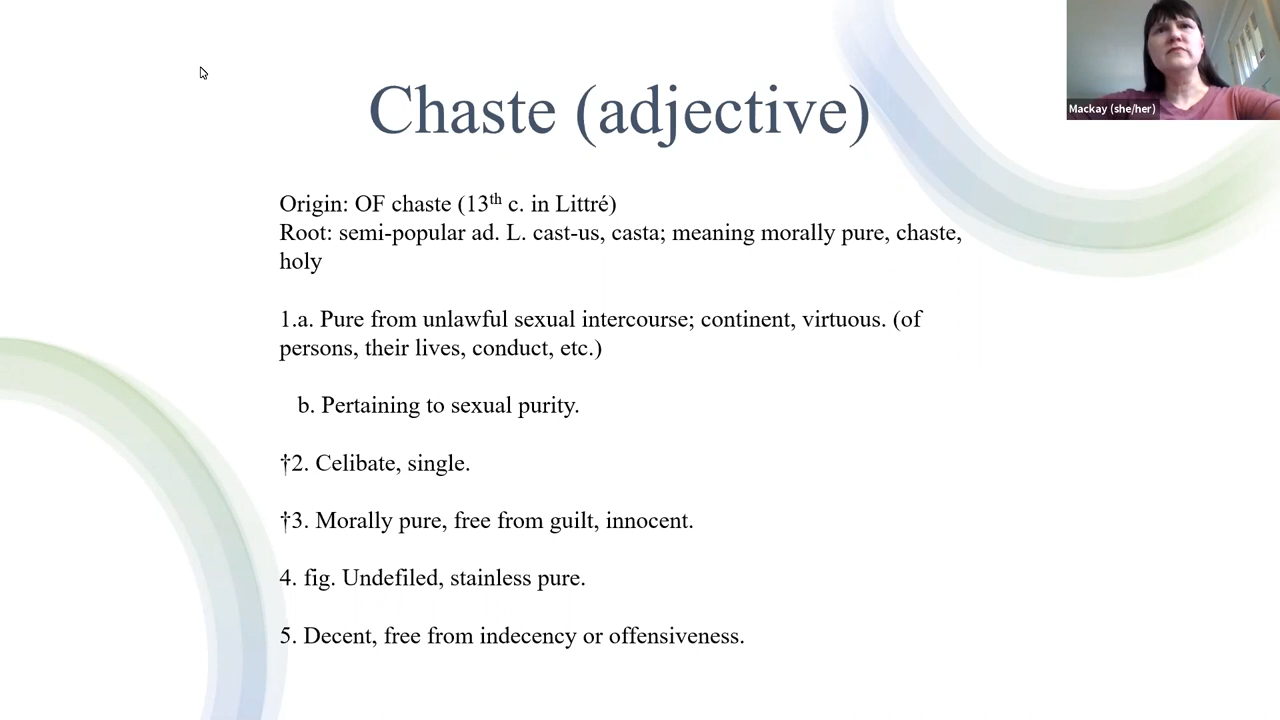 Mackay (she/her)
Chaste (adjective)
Origin: OF chaste (13th c. in Littré)
Root: semi-popular ad. L. cast-us, casta; meaning morally pure, chaste,
holy
1.a. Pure from unlawful sexual intercourse; continent, virtuous. (of
persons, their lives, conduct, etc.)
b. Pertaining to sexual purity.
†2. Celibate, single.
†3. Morally pure, free from guilt, innocent.
4. fig. Undefiled, stainless pure.
5. Decent, free from indecency or offensiveness.